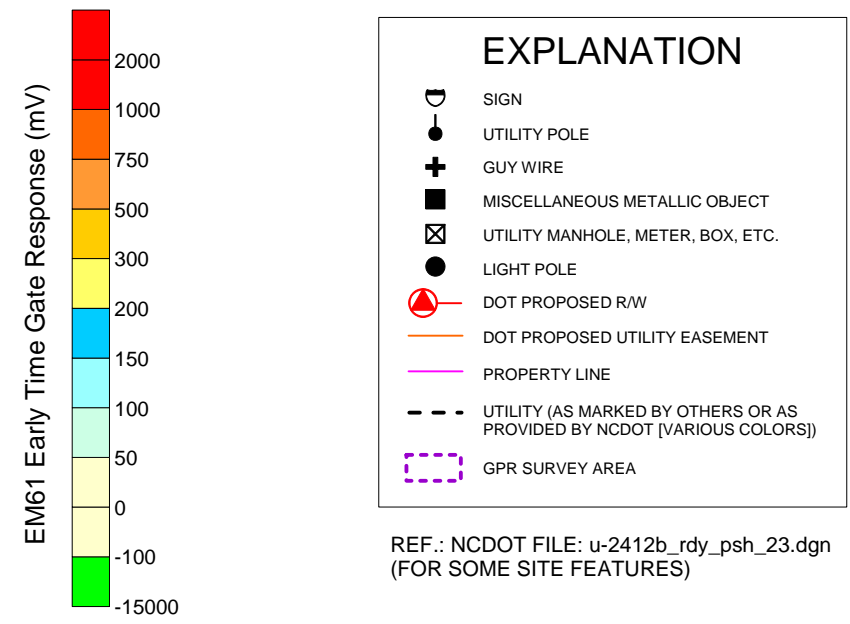 EM61 Early Time Gate Response (mV)
2000
1000
750
500
300
200
150
100
50
0
-100
-15000
EXPLANATION
SIGN
UTILITY POLE
GUY WIRE
MISCELLANEOUS METALLIC OBJECT
UTILITY MANHOLE, METER, BOX, ETC.
LIGHT POLE
DOT PROPOSED R/W
DOT PROPOSED UTILITY EASEMENT
PROPERTY LINE
UTILITY (AS MARKED BY OTHERS OR AS
PROVIDED BY NCDOT [VARIOUS COLORS])
GPR SURVEY AREA
REF.: NCDOT FILE: u-2412b_rdy_psh_23.dgn
(FOR SOME SITE FEATURES)